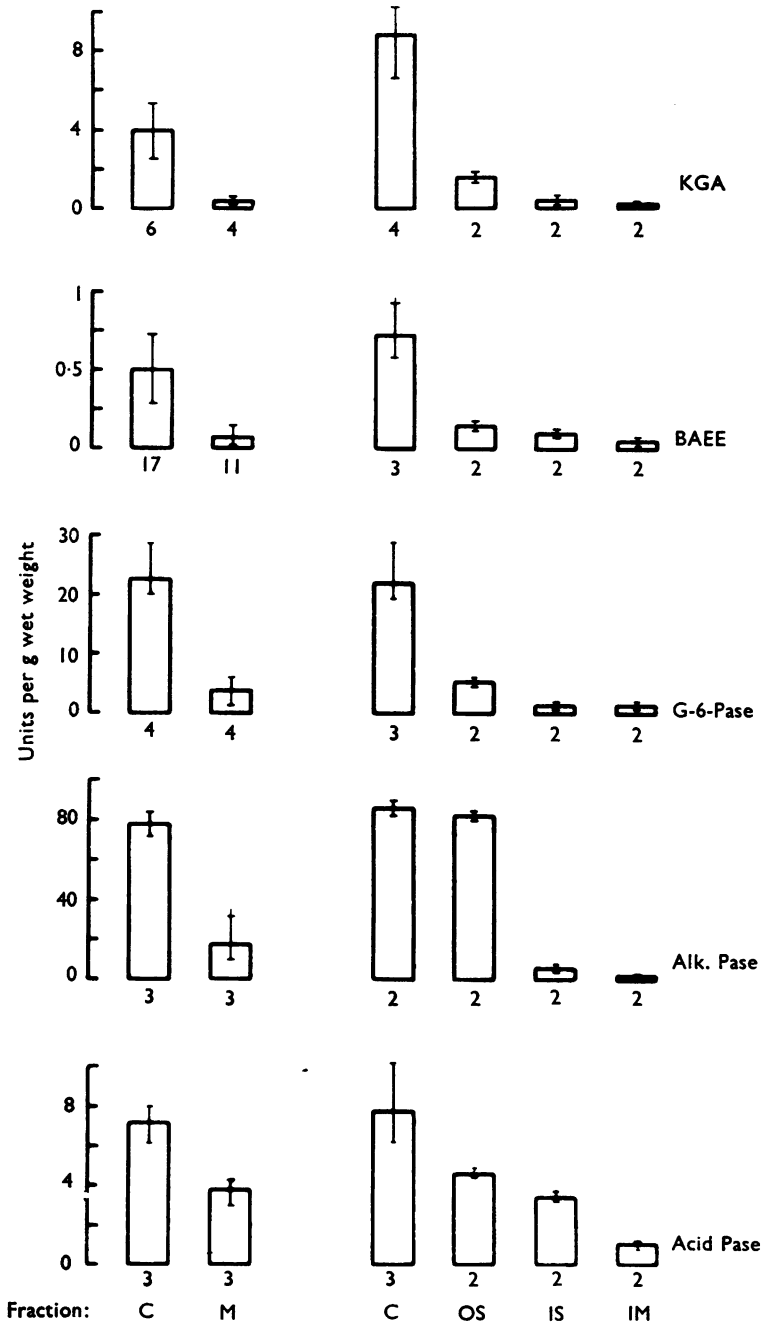 8
4
0
6 4 4 2 2 2
KGA
1
0·5
0
17 11 3 2 2 2
BAEE
Units per g wet weight
30
20
10
0
4 4 3 2 2 2
G-6-Pase
80
40
0
3 3 2 2 2 2
Alk. Pase
8
4
0
3 3 3 2 2 2
Acid Pase
Fraction: C M C OS IS IM